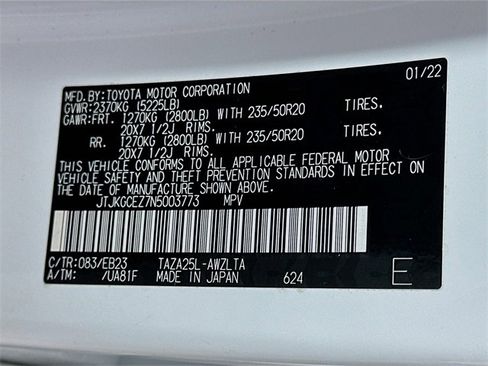 01/22
MFD.BY:TOYOTA MOTOR CORPORATION
GVWR:2370KG (5225LB)
GAWR:FRT. 1270KG (2800LB) WITH 235/50R20 TIRES.
20X7 1/2J RIMS.
RR. 1270KG (2800LB) WITH 235/50R20 TIRES.
20X7 1/2J RIMS.
THIS VEHICLE CONFORMS TO ALL APPLICABLE FEDERAL MOTOR
VEHICLE SAFETY AND THEFT PREVENTION STANDARDS IN EFFECT
ON THE DATE OF MANUFACTURE SHOWN ABOVE.
JTJKGCEZ7N5003773 MPV
C/TR:083/EB23 TAZA25L-AWZLTA
A/TM: /UA81F MADE IN JAPAN 624 E